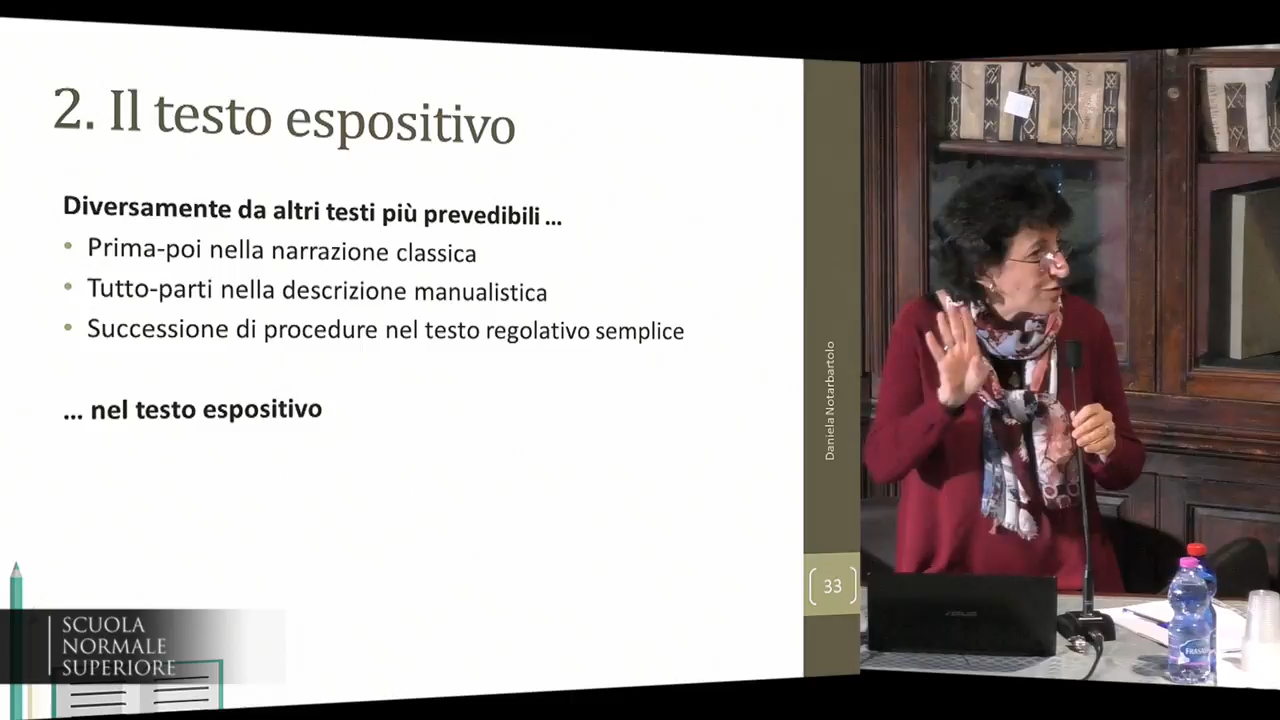 2. Il testo espositivo
Diversamente da altri testi più prevedibili ...
• Prima-poi nella narrazione classica
• Tutto-parti nella descrizione manualistica
• Successione di procedure nel testo regolativo semplice
... nel testo espositivo
Daniela Notarbartolo
33
SCUOLA
NORMALE
SUPERIORE
ASUS